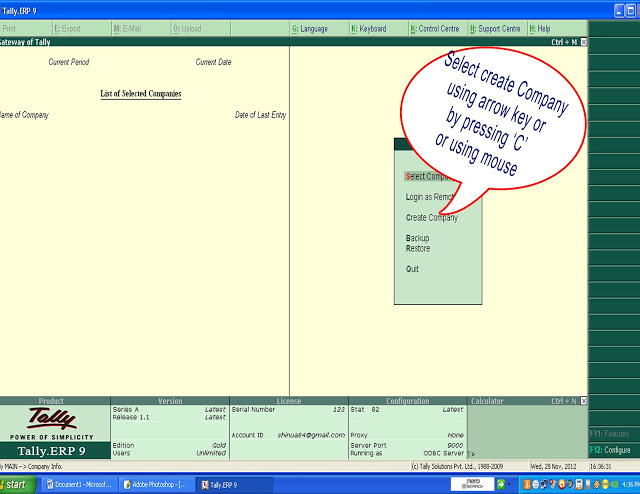 Tally.ERP 9
Print E: Export M: E-Mail O: Upload G: Language K: Keyboard K: Control Centre H: Support Centre H: Help
Gateway of Tally Ctrl + M
Current Period Current Date
List of Selected Companies
Name of Company Date of Last Entry
Select create Company
using arrow key or
by pressing 'C'
or using mouse
Select Company
Login as Remote
Create Company
Backup
Restore
Quit
Product Version License Configuration Calculator Ctrl + N
Tally
POWER OF SIMPLICITY
Tally.ERP 9
Series A Latest
Release 1.1 Latest
Edition Gold
Users Unlimited
Serial Number 123
Account ID shinua84@gmail.com
Stat 82 Latest
Proxy None
Server Port 9000
Running as ODBC Server
1>
F11: Features
F12: Configure
Tally MAIN --> Company Info. (c) Tally Solutions Pvt. Ltd., 1988-2009 Wed, 28 Nov, 2012 16:36:31
start Document1 - Microsof... Adobe Photoshop - [... Tally.ERP 9 nero SEARCH 4:36 PM